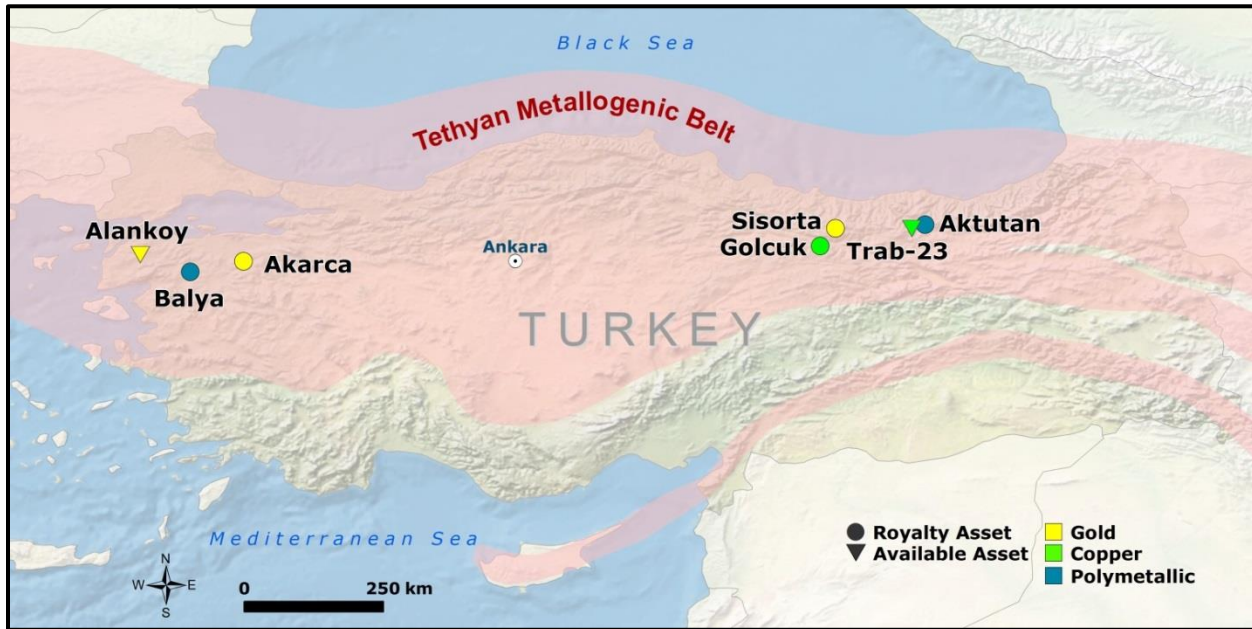 Black Sea
Tethyan Metallogenic Belt
Alankoy
Balya
Akarca
Ankara
Sisorta
Golcuk
Trab-23
Aktutan
TURKEY
Mediterranean Sea
N
W E
S
0 250 km
Royalty Asset
Available Asset
Gold
Copper
Polymetallic